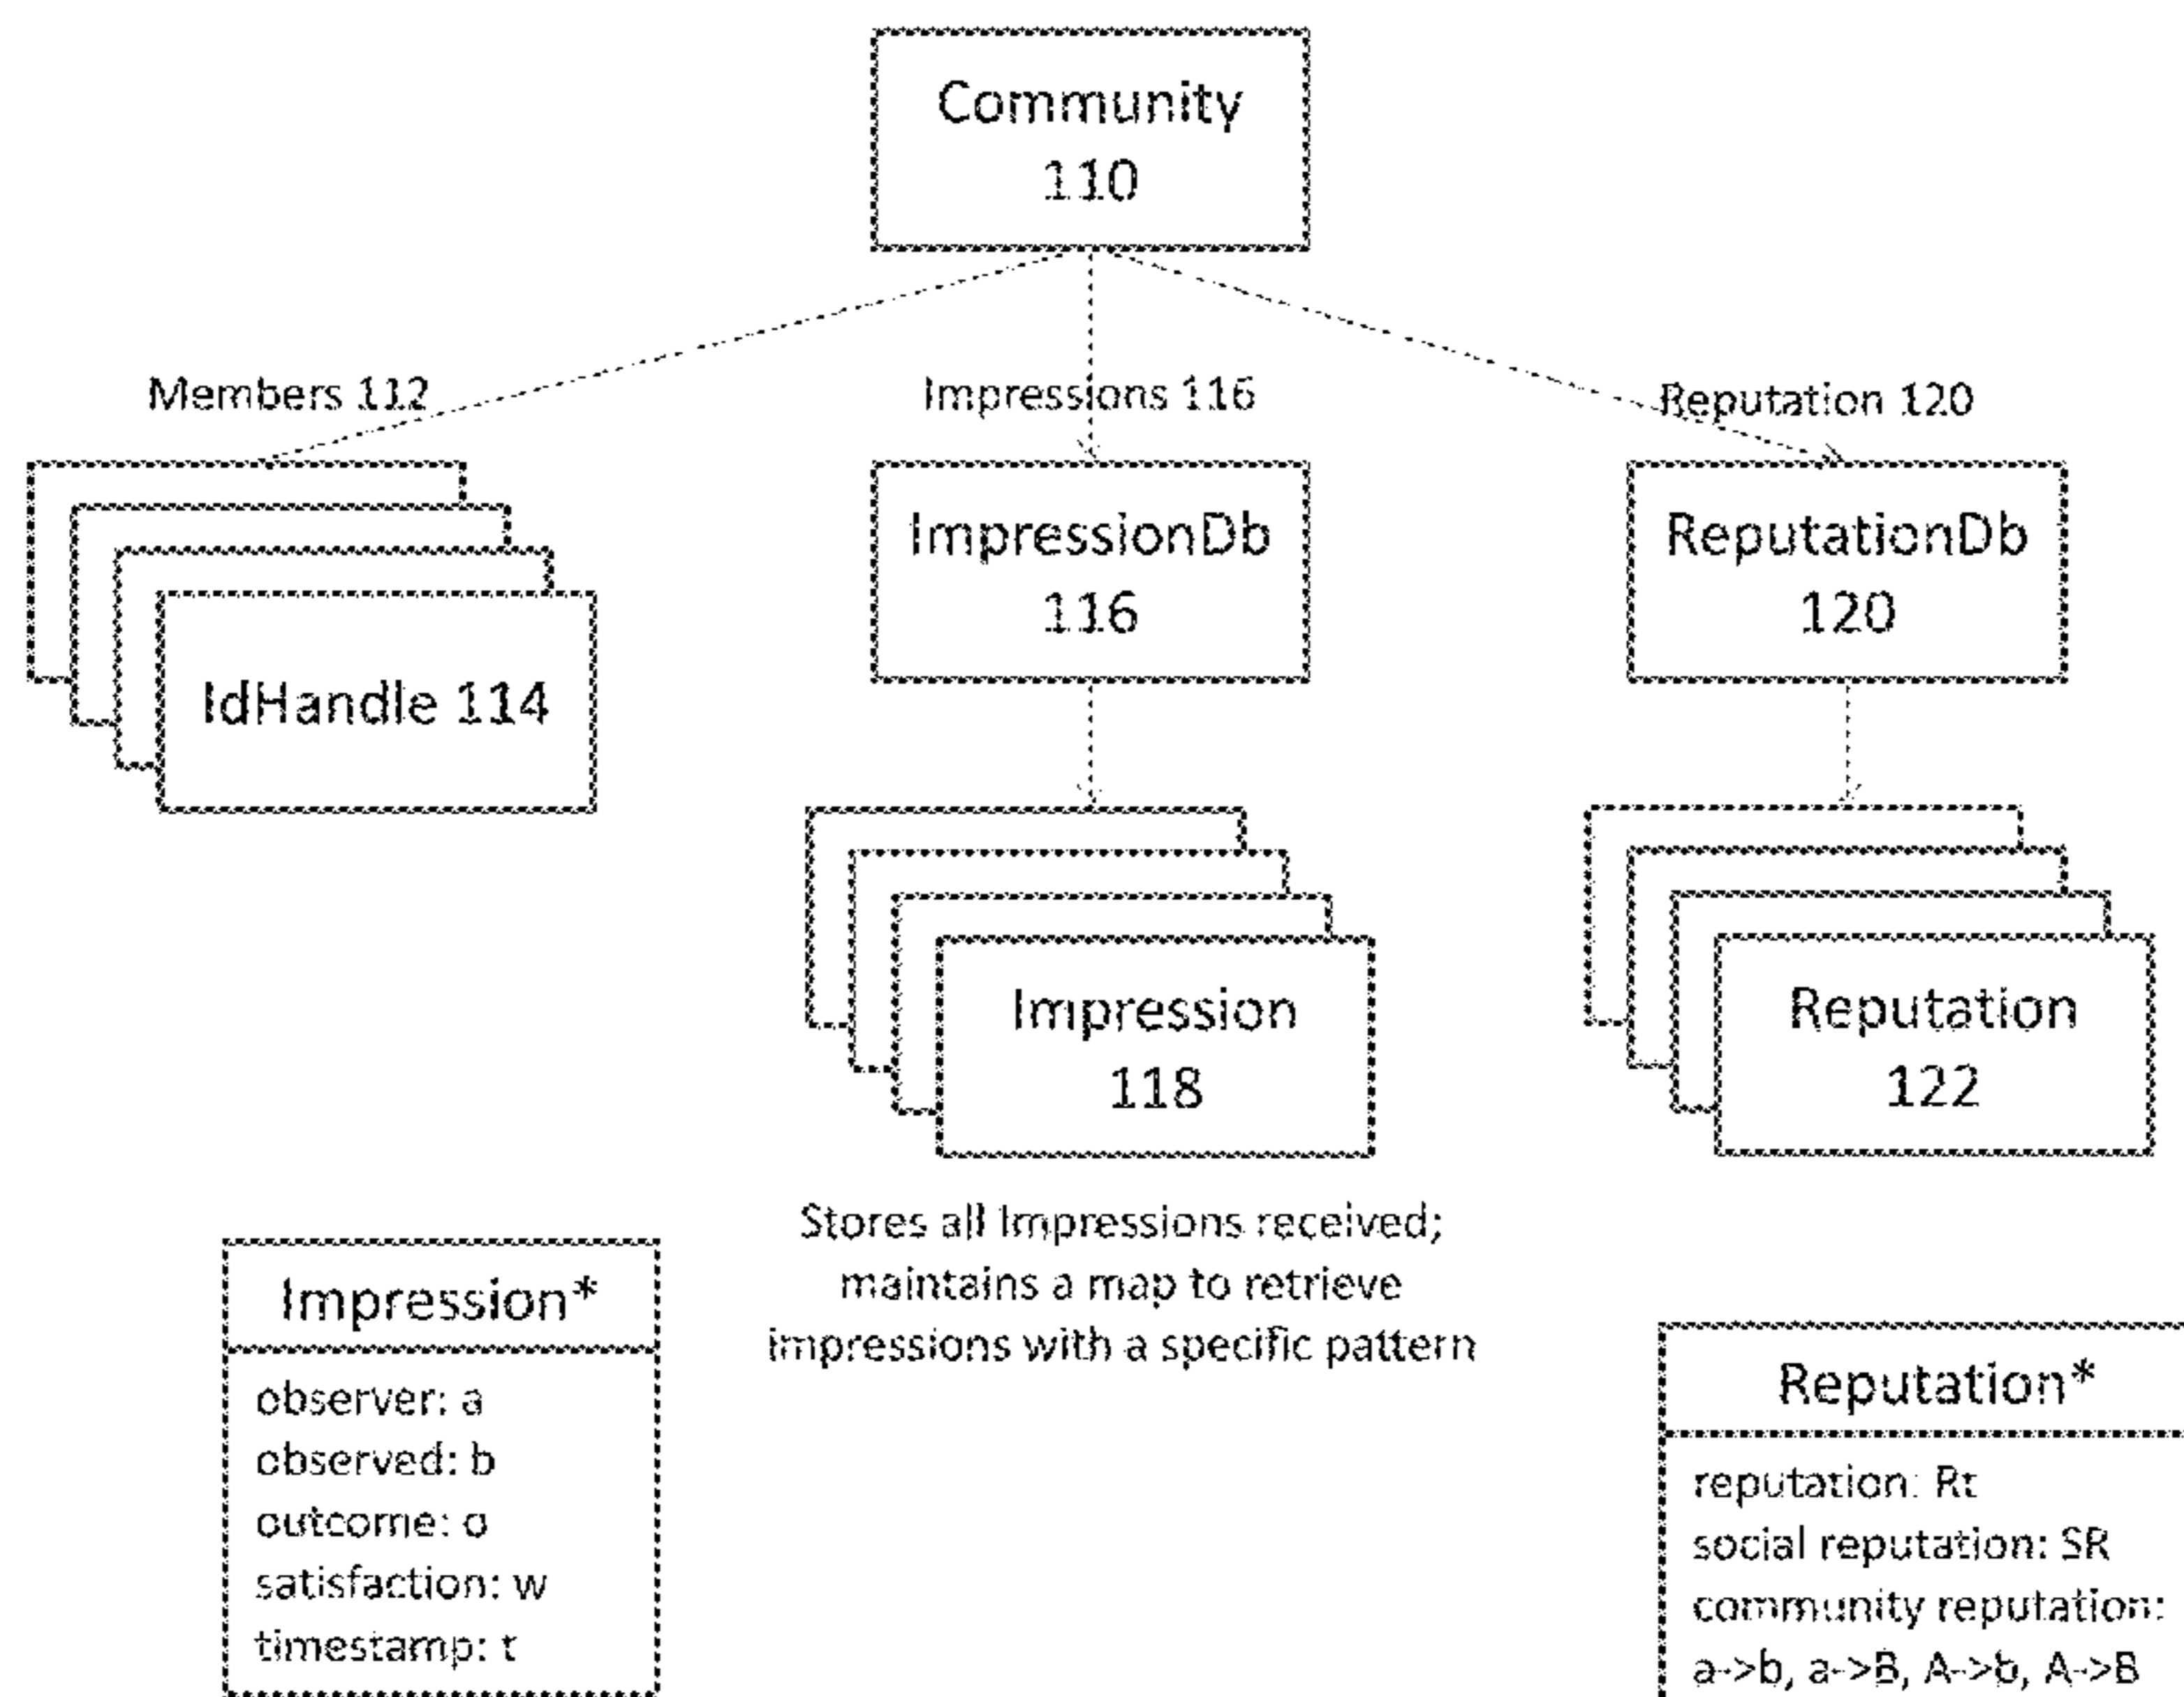 Community
110
Members 112
Impressions 116
Reputation 120
IdHandle 114
ImpressionDb
116
ReputationDb
120
Impression
118
Reputation
122
Stores all Impressions received;
maintains a map to retrieve
impressions with a specific pattern
Impression*
observer: a
observed: b
outcome: o
satisfaction: w
timestamp: t
Reputation*
reputation: Rt
social reputation: SR
community reputation:
a->b, a->B, A->b, A->B